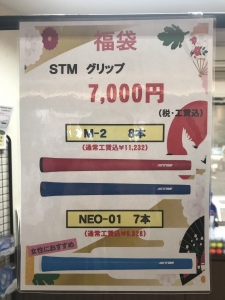 福袋
STM グリップ
7,000円
(税・工賃込)
M-2 8本
(通常工賃込¥11,232)
NEO-01 7本
女性におすすめ